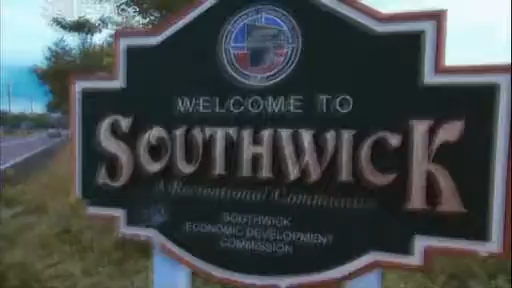 WELCOME TO
SOUTHWICK
A Recreational Community
SOUTHWICK
ECONOMIC DEVELOPMENT
COMMISSION